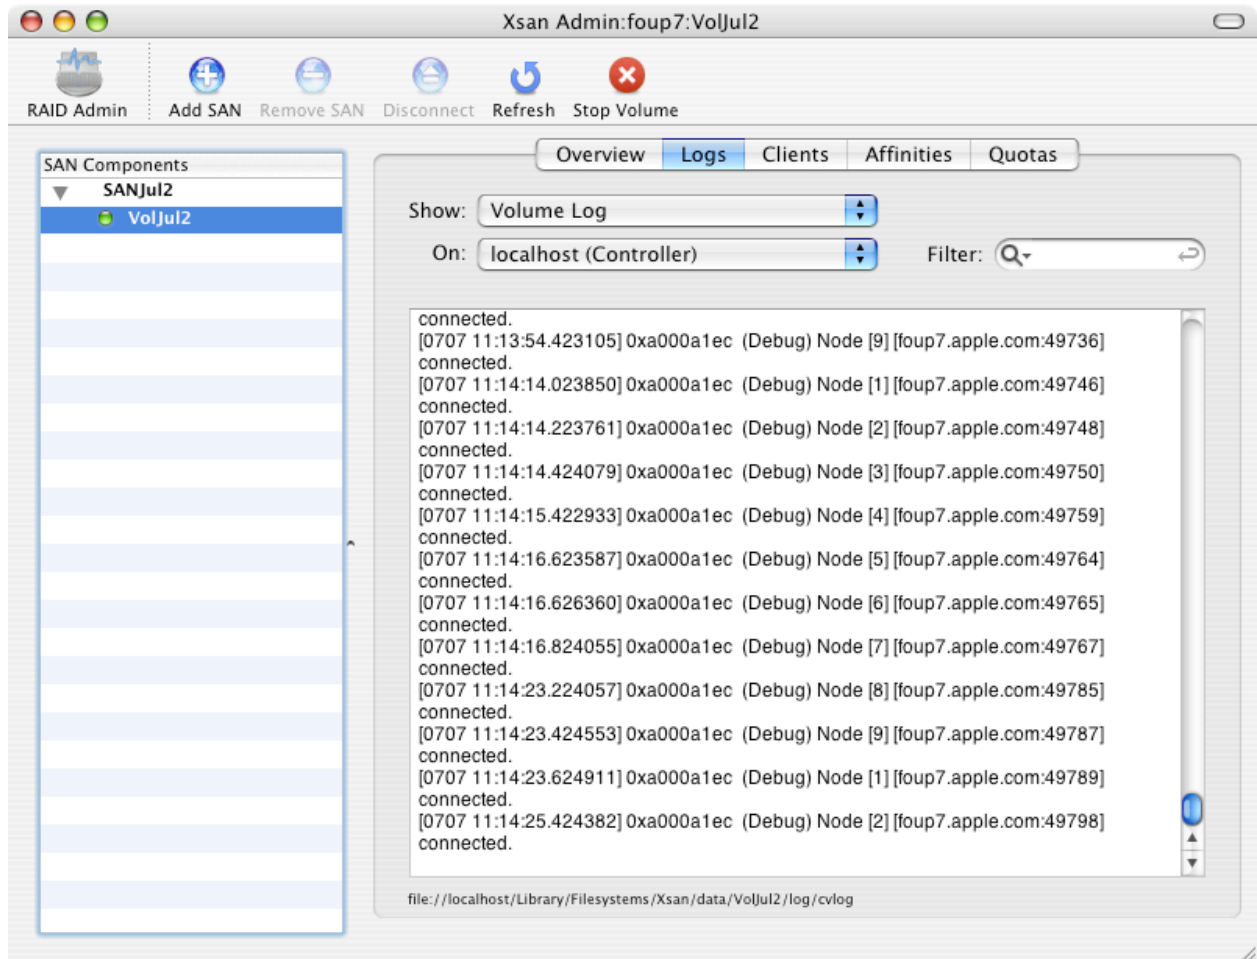 Xsan Admin:foup7:VolJul2
RAID Admin Add SAN Remove SAN Disconnect Refresh Stop Volume
SAN Components
SANJul2
VolJul2
Overview Logs Clients Affinities Quotas
Show: Volume Log
On: localhost (Controller) Filter:
connected.
[0707 11:13:54.423105] 0xa000a1ec (Debug) Node [9] [foup7.apple.com:49736]
connected.
[0707 11:14:14.023850] 0xa000a1ec (Debug) Node [1] [foup7.apple.com:49746]
connected.
[0707 11:14:14.223761] 0xa000a1ec (Debug) Node [2] [foup7.apple.com:49748]
connected.
[0707 11:14:14.424079] 0xa000a1ec (Debug) Node [3] [foup7.apple.com:49750]
connected.
[0707 11:14:15.422933] 0xa000a1ec (Debug) Node [4] [foup7.apple.com:49759]
connected.
[0707 11:14:16.623587] 0xa000a1ec (Debug) Node [5] [foup7.apple.com:49764]
connected.
[0707 11:14:16.626360] 0xa000a1ec (Debug) Node [6] [foup7.apple.com:49765]
connected.
[0707 11:14:16.824055] 0xa000a1ec (Debug) Node [7] [foup7.apple.com:49767]
connected.
[0707 11:14:23.224057] 0xa000a1ec (Debug) Node [8] [foup7.apple.com:49785]
connected.
[0707 11:14:23.424553] 0xa000a1ec (Debug) Node [9] [foup7.apple.com:49787]
connected.
[0707 11:14:23.624911] 0xa000a1ec (Debug) Node [1] [foup7.apple.com:49789]
connected.
[0707 11:14:25.424382] 0xa000a1ec (Debug) Node [2] [foup7.apple.com:49798]
connected.
file://localhost/Library/Filesystems/Xsan/data/VolJul2/log/cvlog